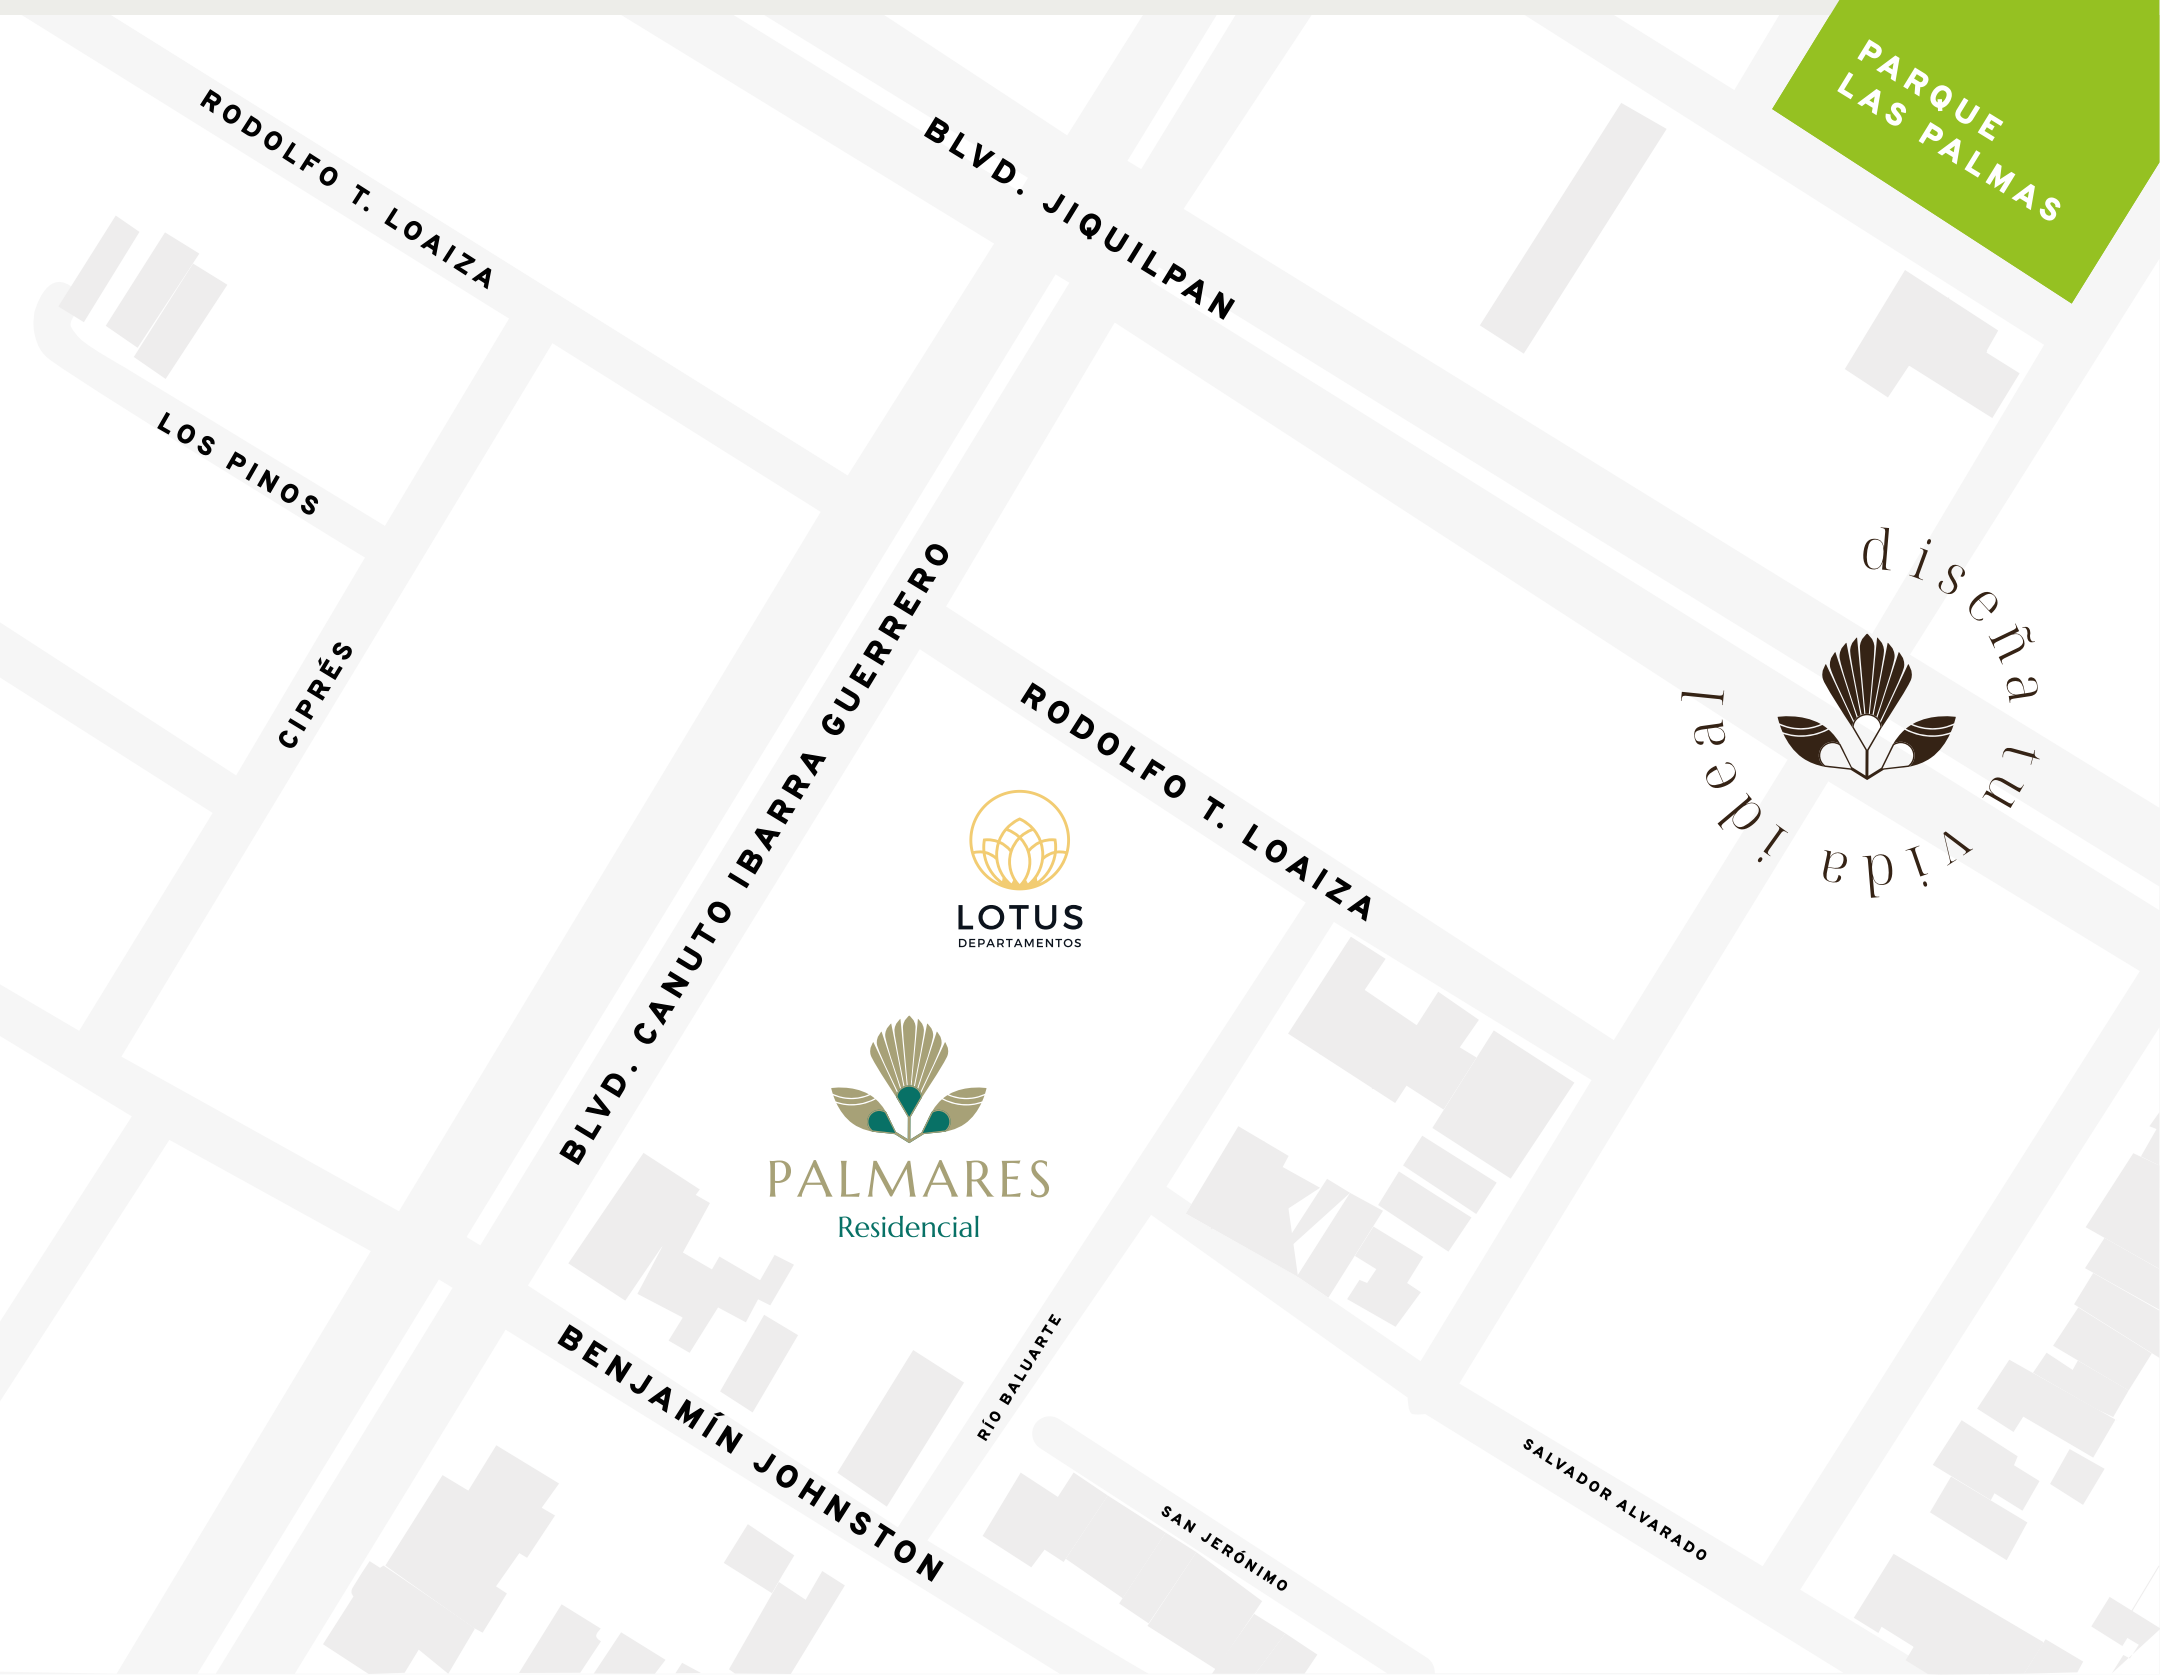 PARQUE
LAS PALMAS
RODOLFO T. LOAIZA
BLVD. JIQUILPAN
LOS PINOS
CIPRÉS
BLVD. CANUTO IBARRA GUERRERO
RODOLFO T. LOAIZA
diseña tu vida ideal
LOTUS
DEPARTAMENTOS
PALMARES
Residencial
BENJAMÍN JOHNSTON
RÍO BALUARTE
SAN JERÓNIMO
SALVADOR ALVARADO